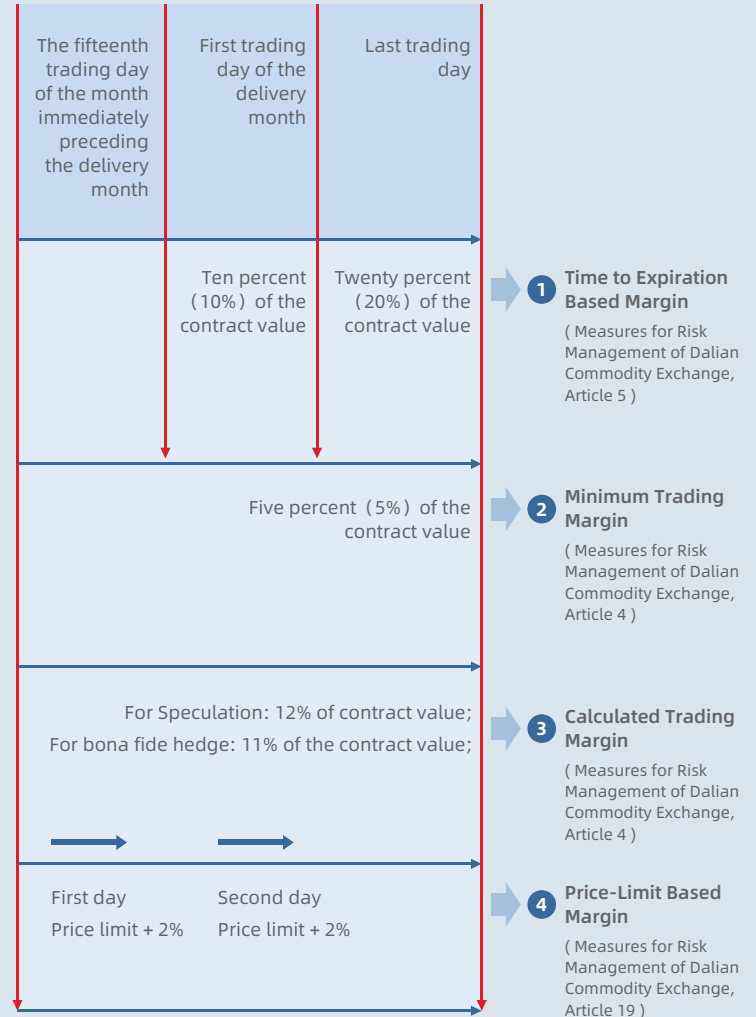 The fifteenth
trading day
of the month
immediately
preceding
the delivery
month
First trading
day of the
delivery
month
Last trading
day
Ten percent
(10%) of the
contract value
Twenty percent
(20%) of the
contract value
1
Time to Expiration
Based Margin
( Measures for Risk
Management of Dalian
Commodity Exchange,
Article 5 )
Five percent (5%) of the
contract value
2
Minimum Trading
Margin
( Measures for Risk
Management of Dalian
Commodity Exchange,
Article 4 )
For Speculation: 12% of contract value;
For bona fide hedge: 11% of the contract value;
3
Calculated Trading
Margin
( Measures for Risk
Management of Dalian
Commodity Exchange,
Article 4 )
First day
Price limit + 2%
Second day
Price limit + 2%
4
Price-Limit Based
Margin
( Measures for Risk
Management of Dalian
Commodity Exchange,
Article 19 )